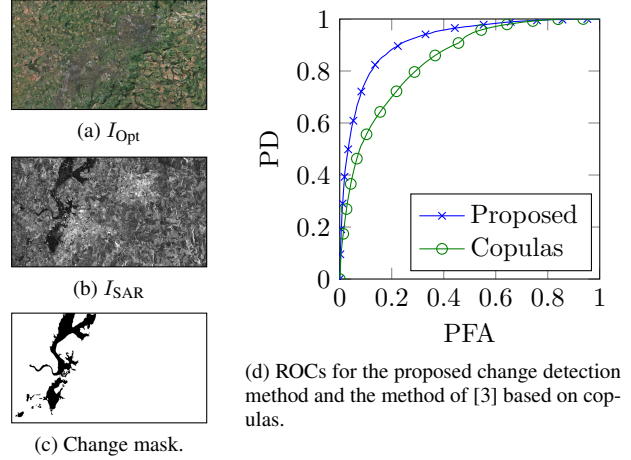 (a) I_Opt
(b) I_SAR
(c) Change mask.
1
0.8
0.6
0.4
0.2
0
0
0.2
0.4
0.6
0.8
1
PD
PFA
Proposed
Copulas
(d) ROCs for the proposed change detection
method and the method of [3] based on cop-
ulas.